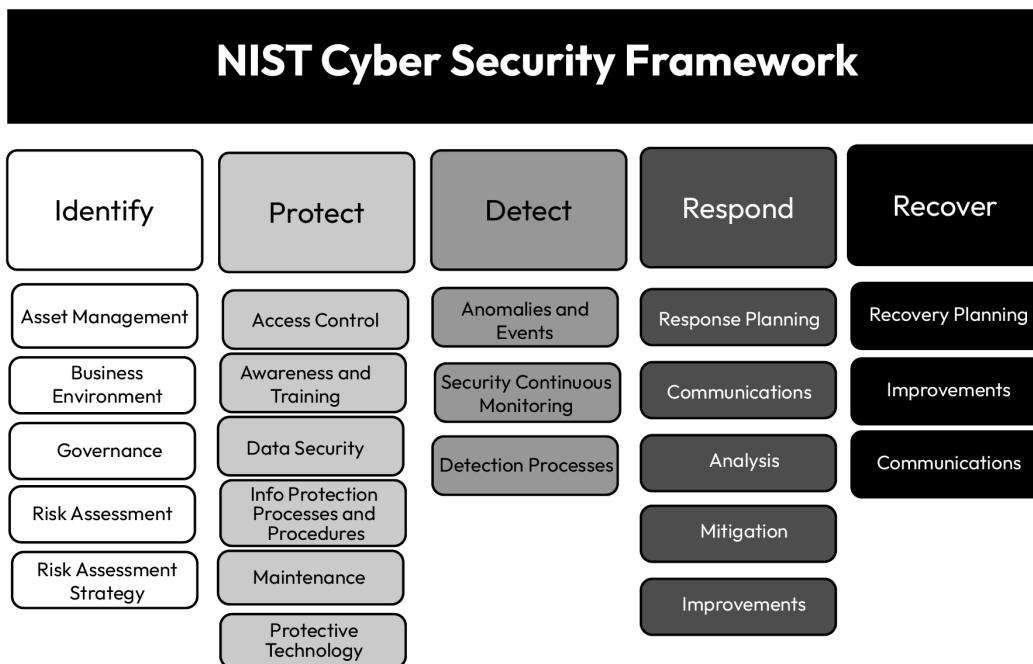 NIST Cyber Security Framework
Identify
Protect
Detect
Respond
Recover
Asset Management
Business
Environment
Governance
Risk Assessment
Risk Assessment
Strategy
Access Control
Awareness and
Training
Data Security
Info Protection
Processes and
Procedures
Maintenance
Protective
Technology
Anomalies and
Events
Security Continuous
Monitoring
Detection Processes
Response Planning
Communications
Analysis
Mitigation
Improvements
Recovery Planning
Improvements
Communications